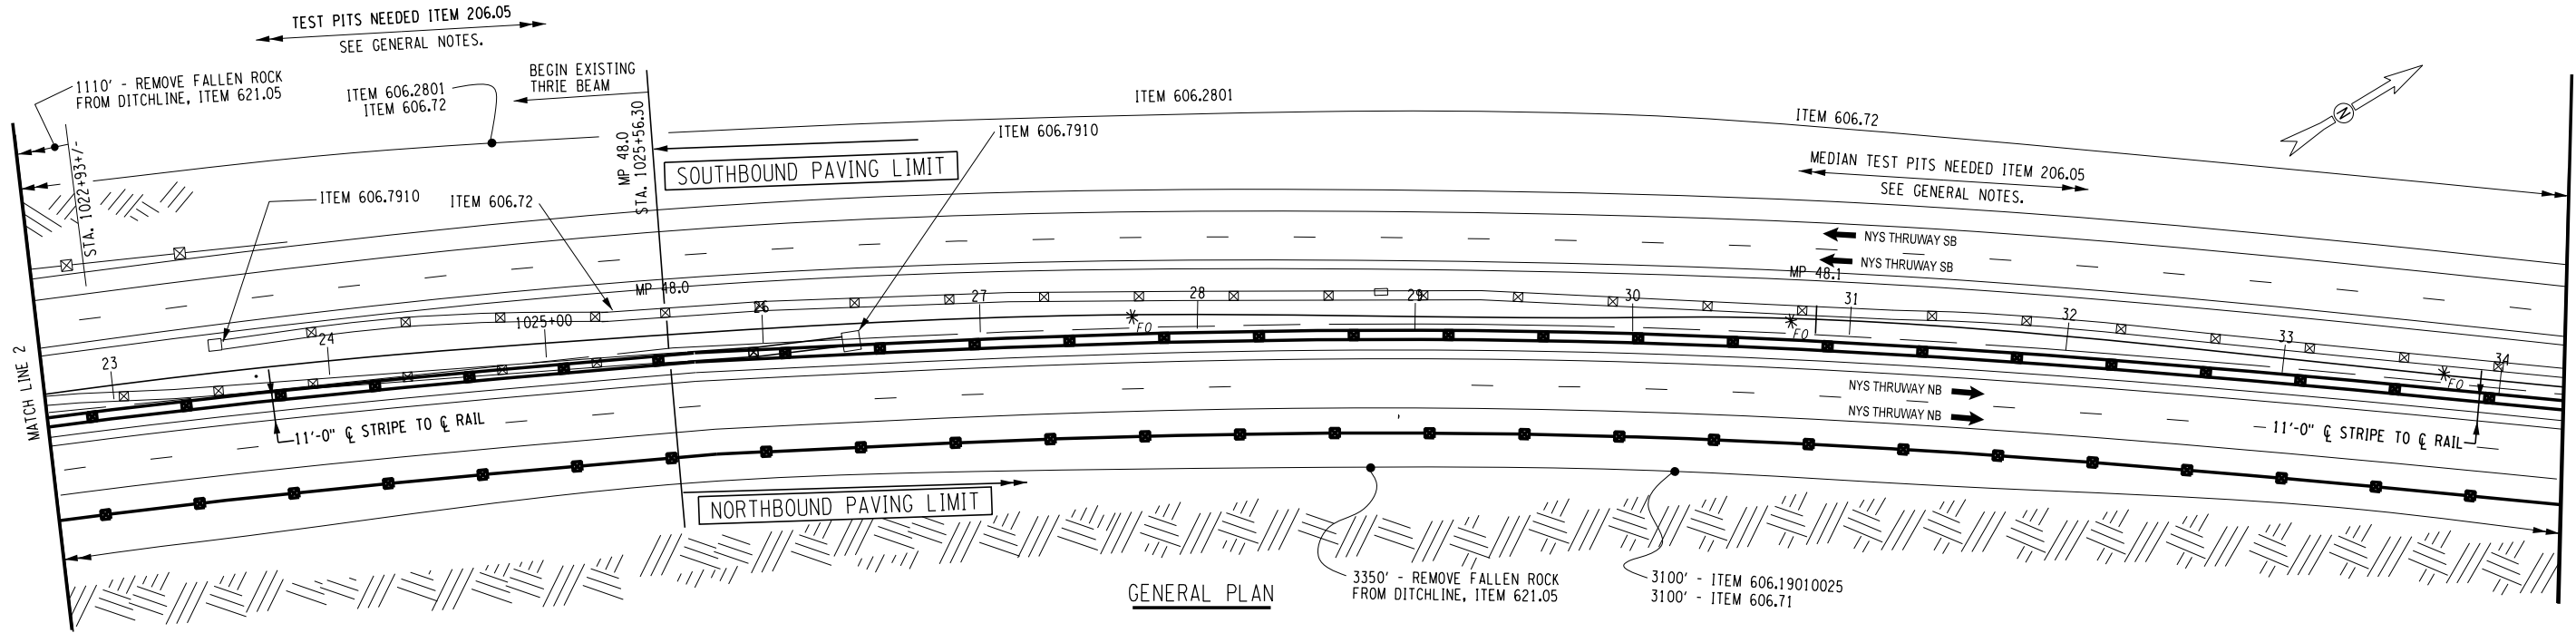 TEST PITS NEEDED ITEM 206.05
SEE GENERAL NOTES.
1110' - REMOVE FALLEN ROCK
FROM DITCHLINE, ITEM 621.05
ITEM 606.2801
ITEM 606.72
BEGIN EXISTING
THRIE BEAM
MP 48.0
STA. 1025+56.30
ITEM 606.2801
ITEM 606.7910
ITEM 606.72
N
SOUTHBOUND PAVING LIMIT
MEDIAN TEST PITS NEEDED ITEM 206.05
SEE GENERAL NOTES.
STA. 1022+93+/-
ITEM 606.7910
ITEM 606.72
NYS THRUWAY SB
NYS THRUWAY SB
MP 48.0
MP 48.1
23
24
1025+00
26
27
28
29
30
31
32
33
34
FO
FO
FO
MATCH LINE 2
11'-0" ℄ STRIPE TO ℄ RAIL
NYS THRUWAY NB
NYS THRUWAY NB
11'-0" ℄ STRIPE TO ℄ RAIL
NORTHBOUND PAVING LIMIT
3350' - REMOVE FALLEN ROCK
FROM DITCHLINE, ITEM 621.05
3100' - ITEM 606.19010025
3100' - ITEM 606.71
GENERAL PLAN